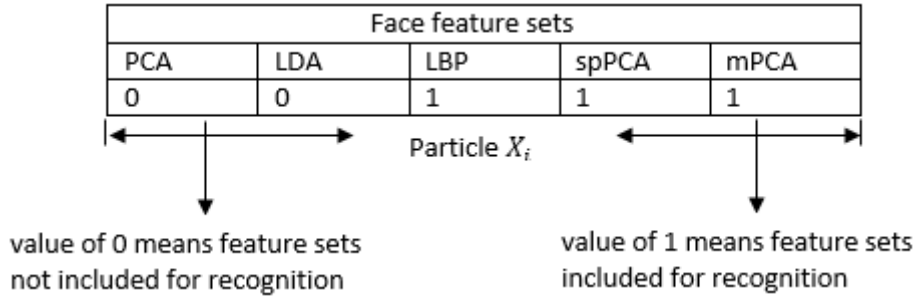 Face feature sets
PCA LDA LBP spPCA mPCA
0 0 1 1 1
Particle Xi
value of 0 means feature sets
not included for recognition
value of 1 means feature sets
included for recognition